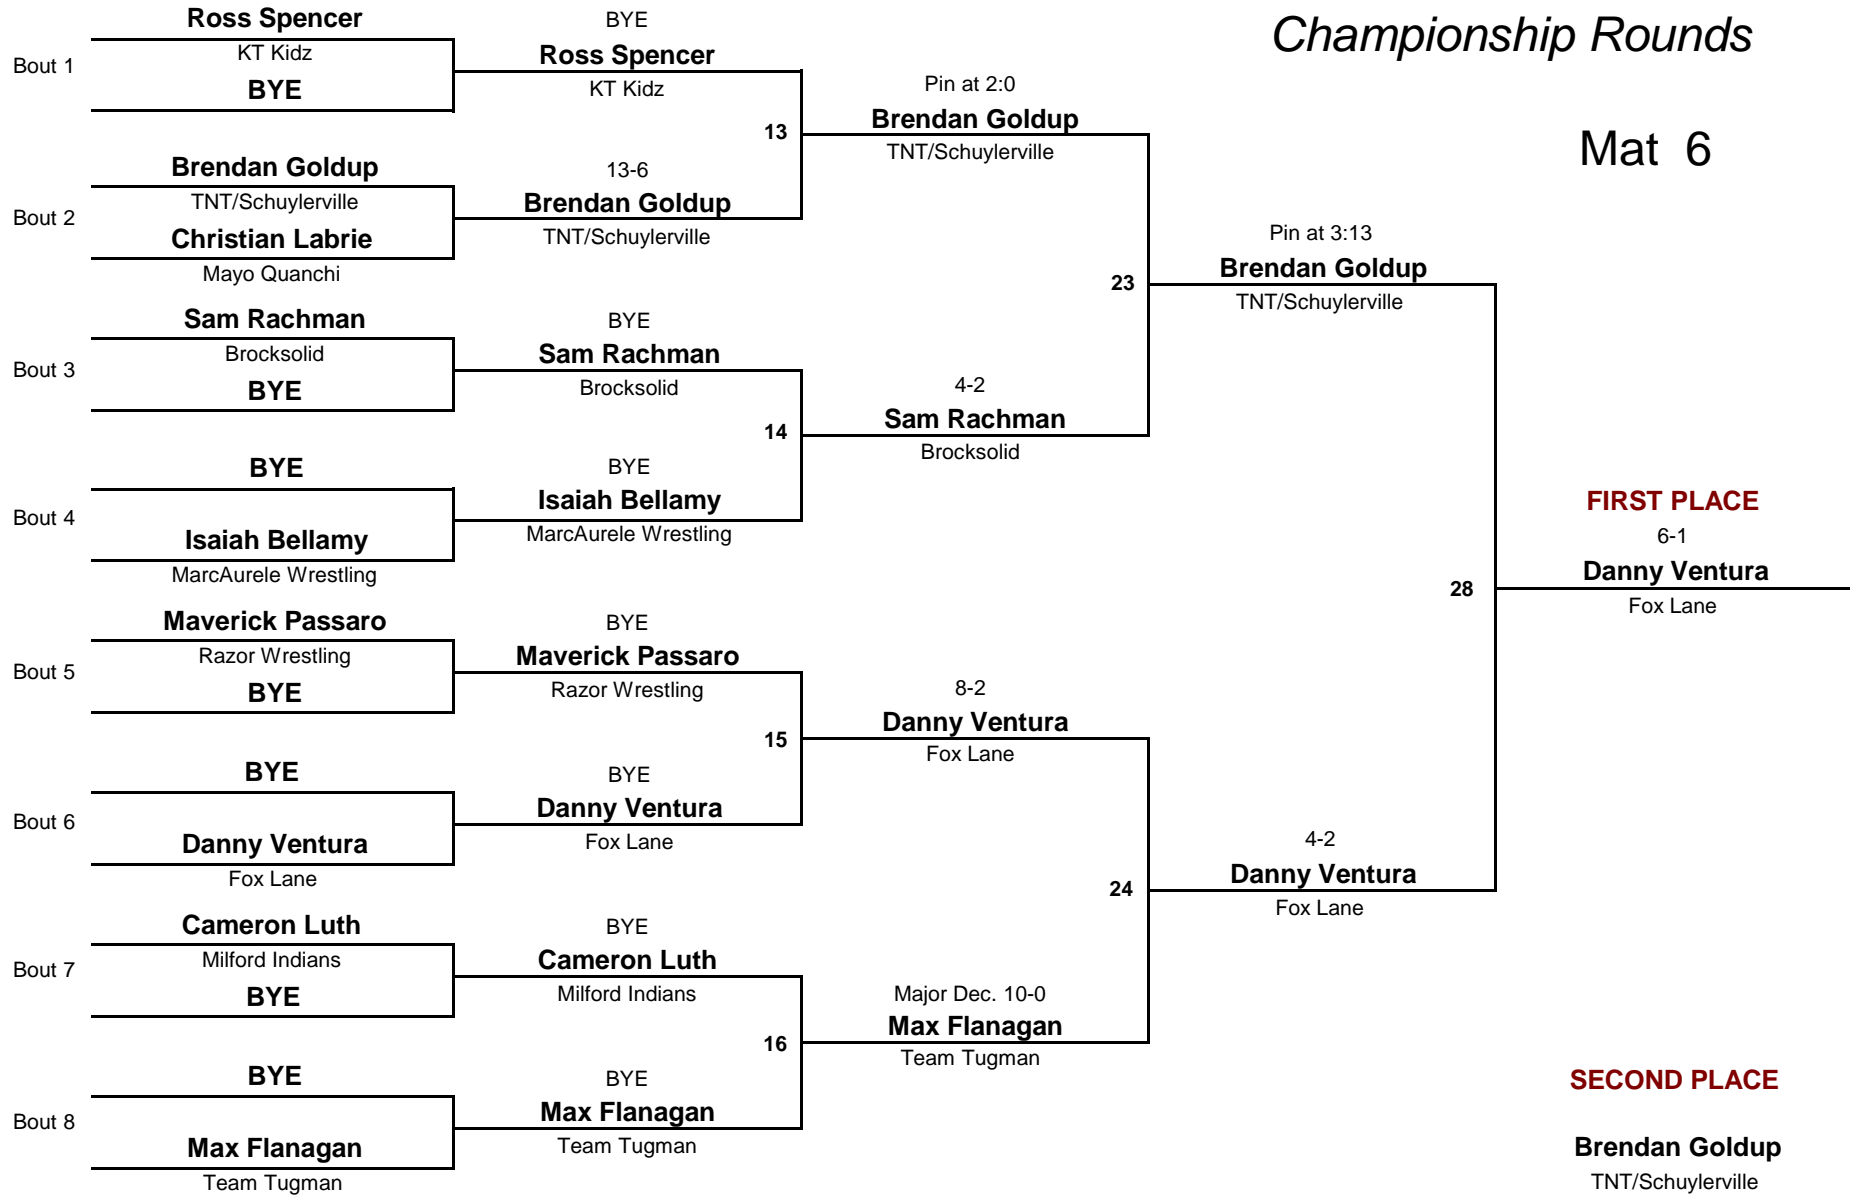 Championship Rounds
Mat 6
Bout 1
Ross Spencer
KT Kidz
BYE
Bout 2
Brendan Goldup
TNT/Schuylerville
Christian Labrie
Mayo Quanchi
Bout 3
Sam Rachman
Brocksolid
BYE
Bout 4
BYE
Isaiah Bellamy
MarcAurele Wrestling
Bout 5
Maverick Passaro
Razor Wrestling
BYE
Bout 6
BYE
Danny Ventura
Fox Lane
Bout 7
Cameron Luth
Milford Indians
BYE
Bout 8
BYE
Max Flanagan
Team Tugman
BYE
Ross Spencer
KT Kidz
13
13-6
Brendan Goldup
TNT/Schuylerville
BYE
Sam Rachman
Brocksolid
14
BYE
Isaiah Bellamy
MarcAurele Wrestling
BYE
Maverick Passaro
Razor Wrestling
15
BYE
Danny Ventura
Fox Lane
BYE
Cameron Luth
Milford Indians
16
BYE
Max Flanagan
Team Tugman
Pin at 2:0
Brendan Goldup
TNT/Schuylerville
23
4-2
Sam Rachman
Brocksolid
8-2
Danny Ventura
Fox Lane
24
Major Dec. 10-0
Max Flanagan
Team Tugman
Pin at 3:13
Brendan Goldup
TNT/Schuylerville
28
4-2
Danny Ventura
Fox Lane
FIRST PLACE
6-1
Danny Ventura
Fox Lane
SECOND PLACE
Brendan Goldup
TNT/Schuylerville